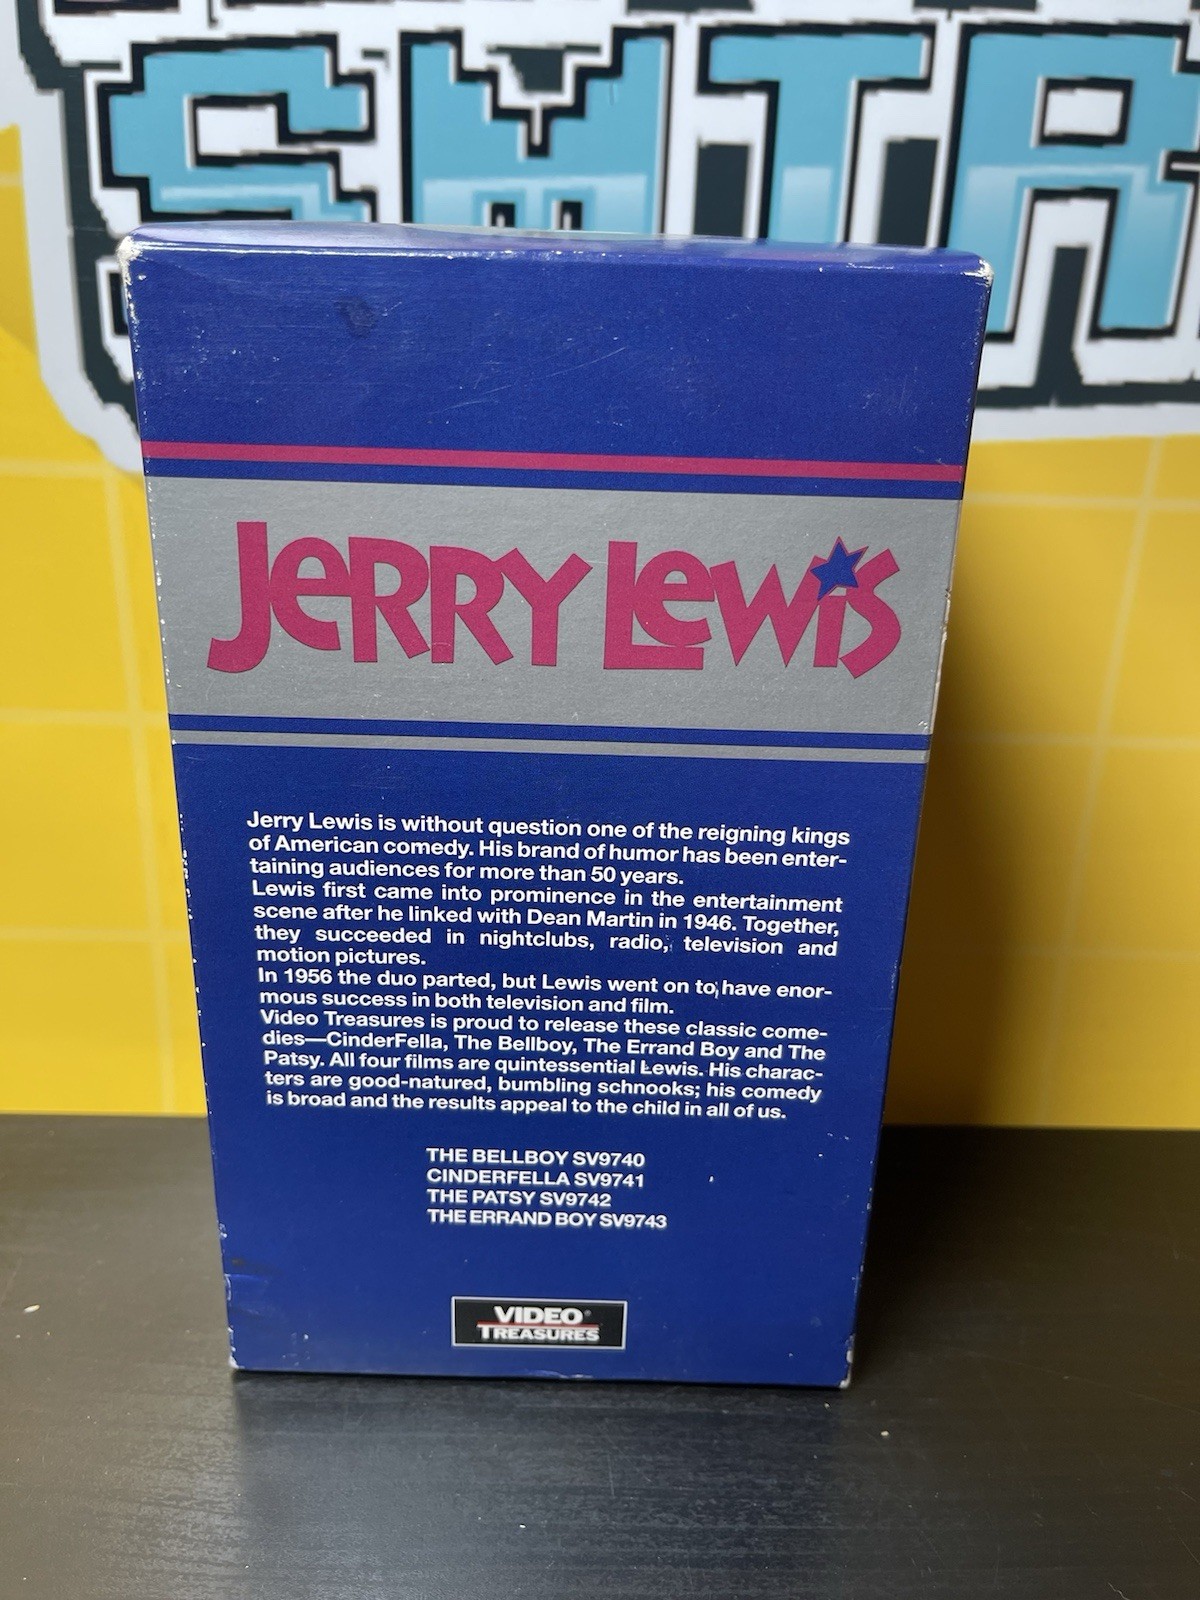 SMTA
JERRY LEWIS
Jerry Lewis is without question one of the reigning kings
of American comedy. His brand of humor has been enter-
taining audiences for more than 50 years.
Lewis first came into prominence in the entertainment
scene after he linked with Dean Martin in 1946. Together,
they succeeded in nightclubs, radio, television and
motion pictures.
In 1956 the duo parted, but Lewis went on to have enor-
mous success in both television and film.
Video Treasures is proud to release these classic come-
dies—CinderFella, The Bellboy, The Errand Boy and The
Patsy. All four films are quintessential Lewis. His charac-
ters are good-natured, bumbling schnooks; his comedy
is broad and the results appeal to the child in all of us.
THE BELLBOY SV9740
CINDERFELLA SV9741
THE PATSY SV9742
THE ERRAND BOY SV9743
VIDEO®
TREASURES